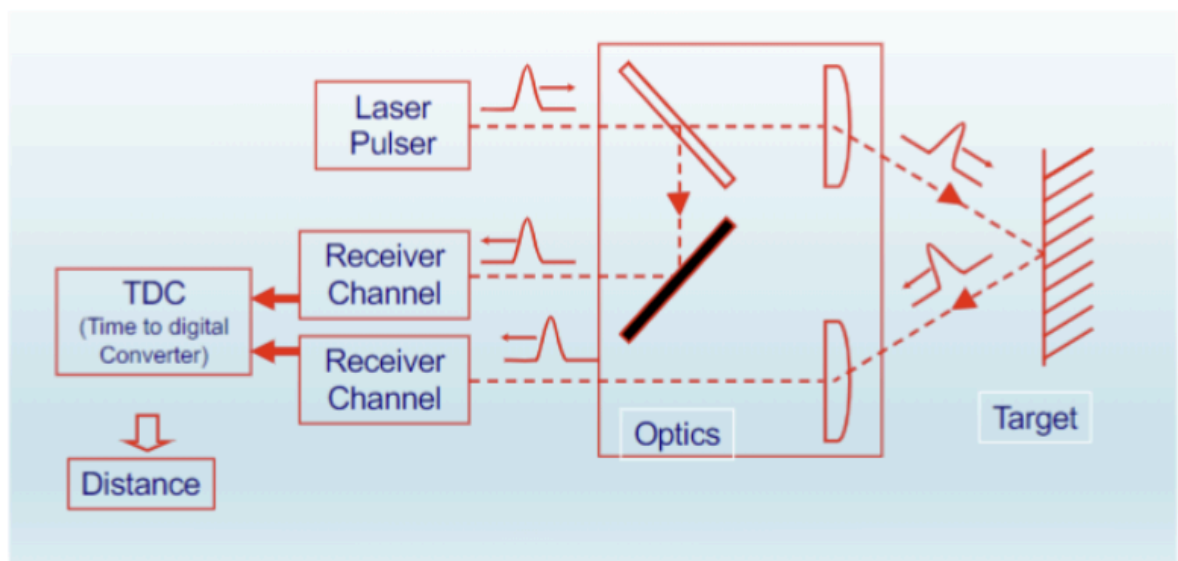 Laser
Pulser
Receiver
Channel
TDC
(Time to digital
Converter)
Receiver
Channel
Optics
Target
Distance